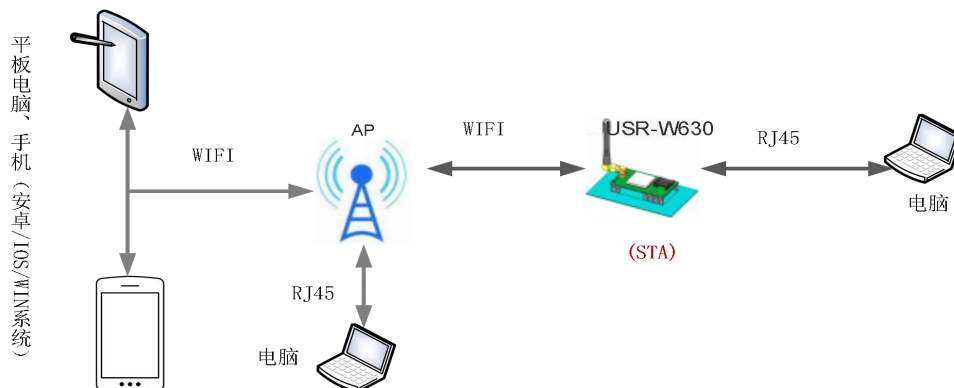 平板电脑、手机（安卓/IOS/WIN系统）
WIFI
AP
WIFI
USR-W630
RJ45
电脑
(STA)
RJ45
电脑